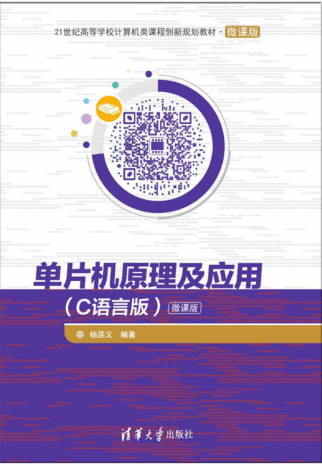 21世纪高等学校计算机类课程创新规划教材·微课版
单片机原理及应用
（C语言版）微课版
杨居义 编著
清华大学出版社